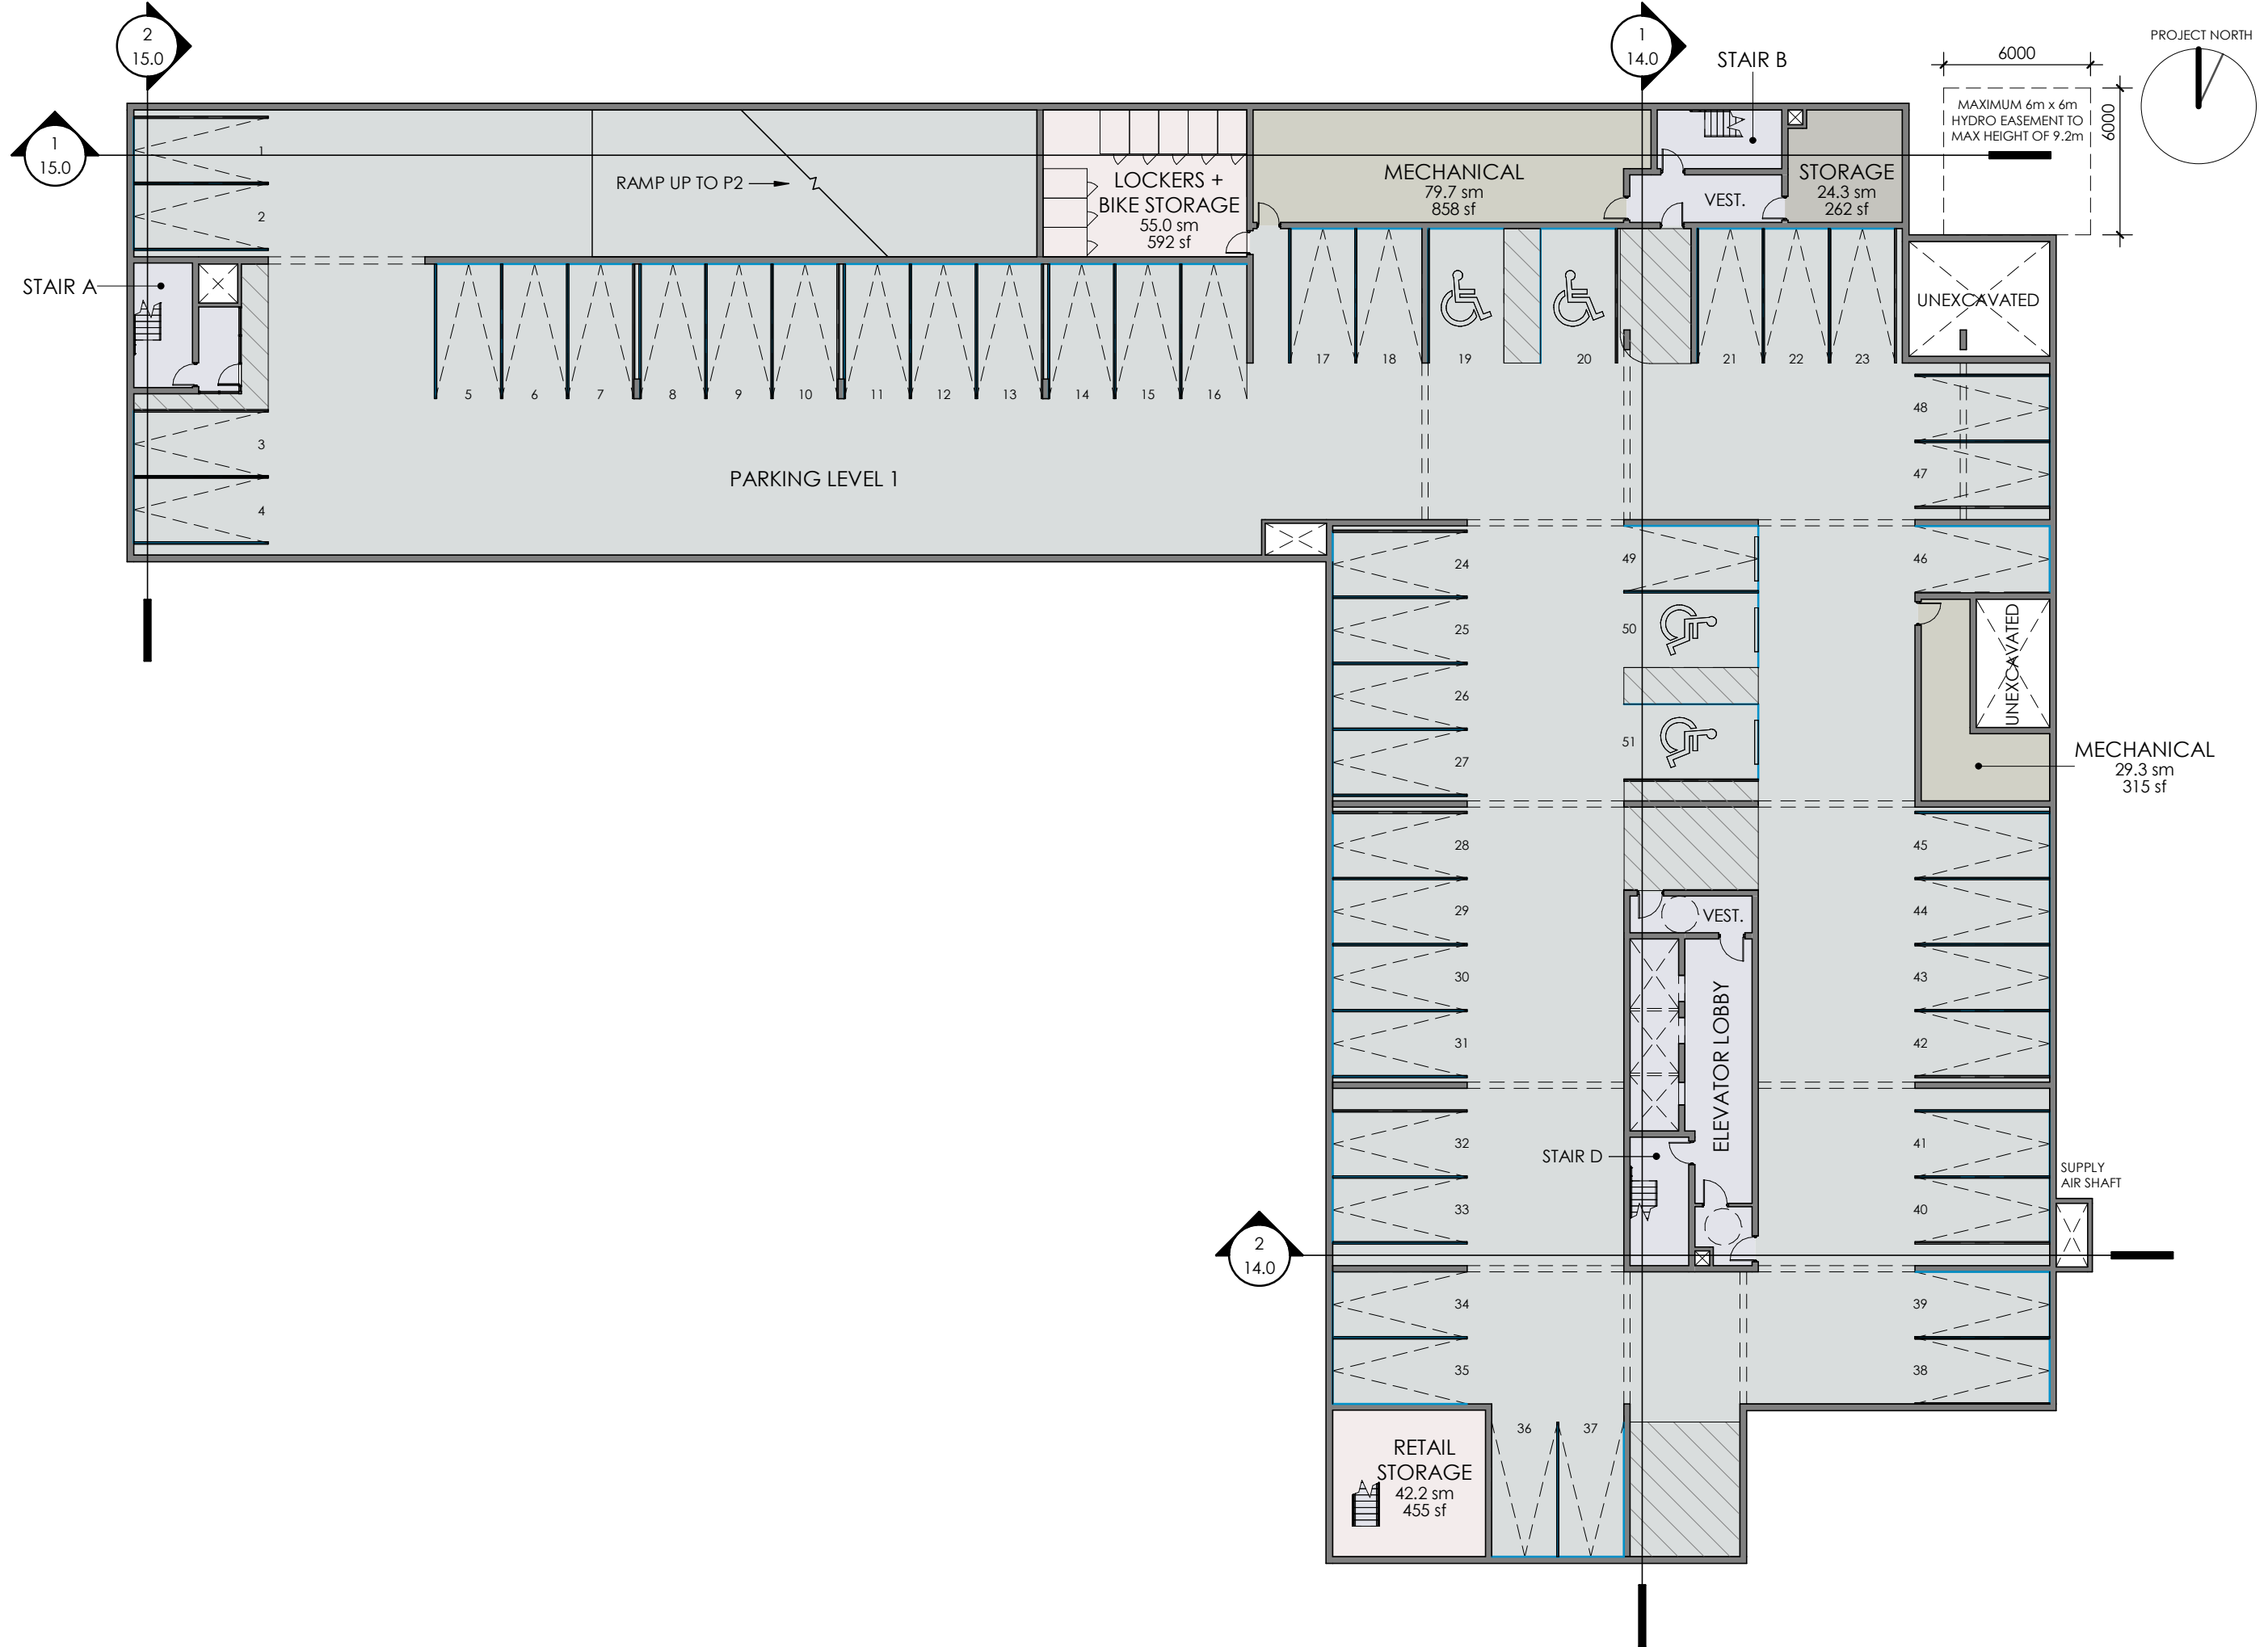 2
15.0
1
14.0
STAIR B
6000
PROJECT NORTH
MAXIMUM 6m x 6m
HYDRO EASEMENT TO
MAX HEIGHT OF 9.2m
6000
1
15.0
1
2
RAMP UP TO P2
LOCKERS +
BIKE STORAGE
55.0 sm
592 sf
MECHANICAL
79.7 sm
858 sf
VEST.
STORAGE
24.3 sm
262 sf
STAIR A
UNEXCAVATED
17
18
19
20
21
22
23
5
6
7
8
9
10
11
12
13
14
15
16
3
4
PARKING LEVEL 1
48
47
46
24
25
26
27
49
50
51
UNEXCAVATED
MECHANICAL
29.3 sm
315 sf
28
29
30
31
45
44
43
42
VEST.
ELEVATOR LOBBY
STAIR D
32
33
41
40
SUPPLY
AIR SHAFT
2
14.0
34
35
39
38
36
37
RETAIL
STORAGE
42.2 sm
455 sf